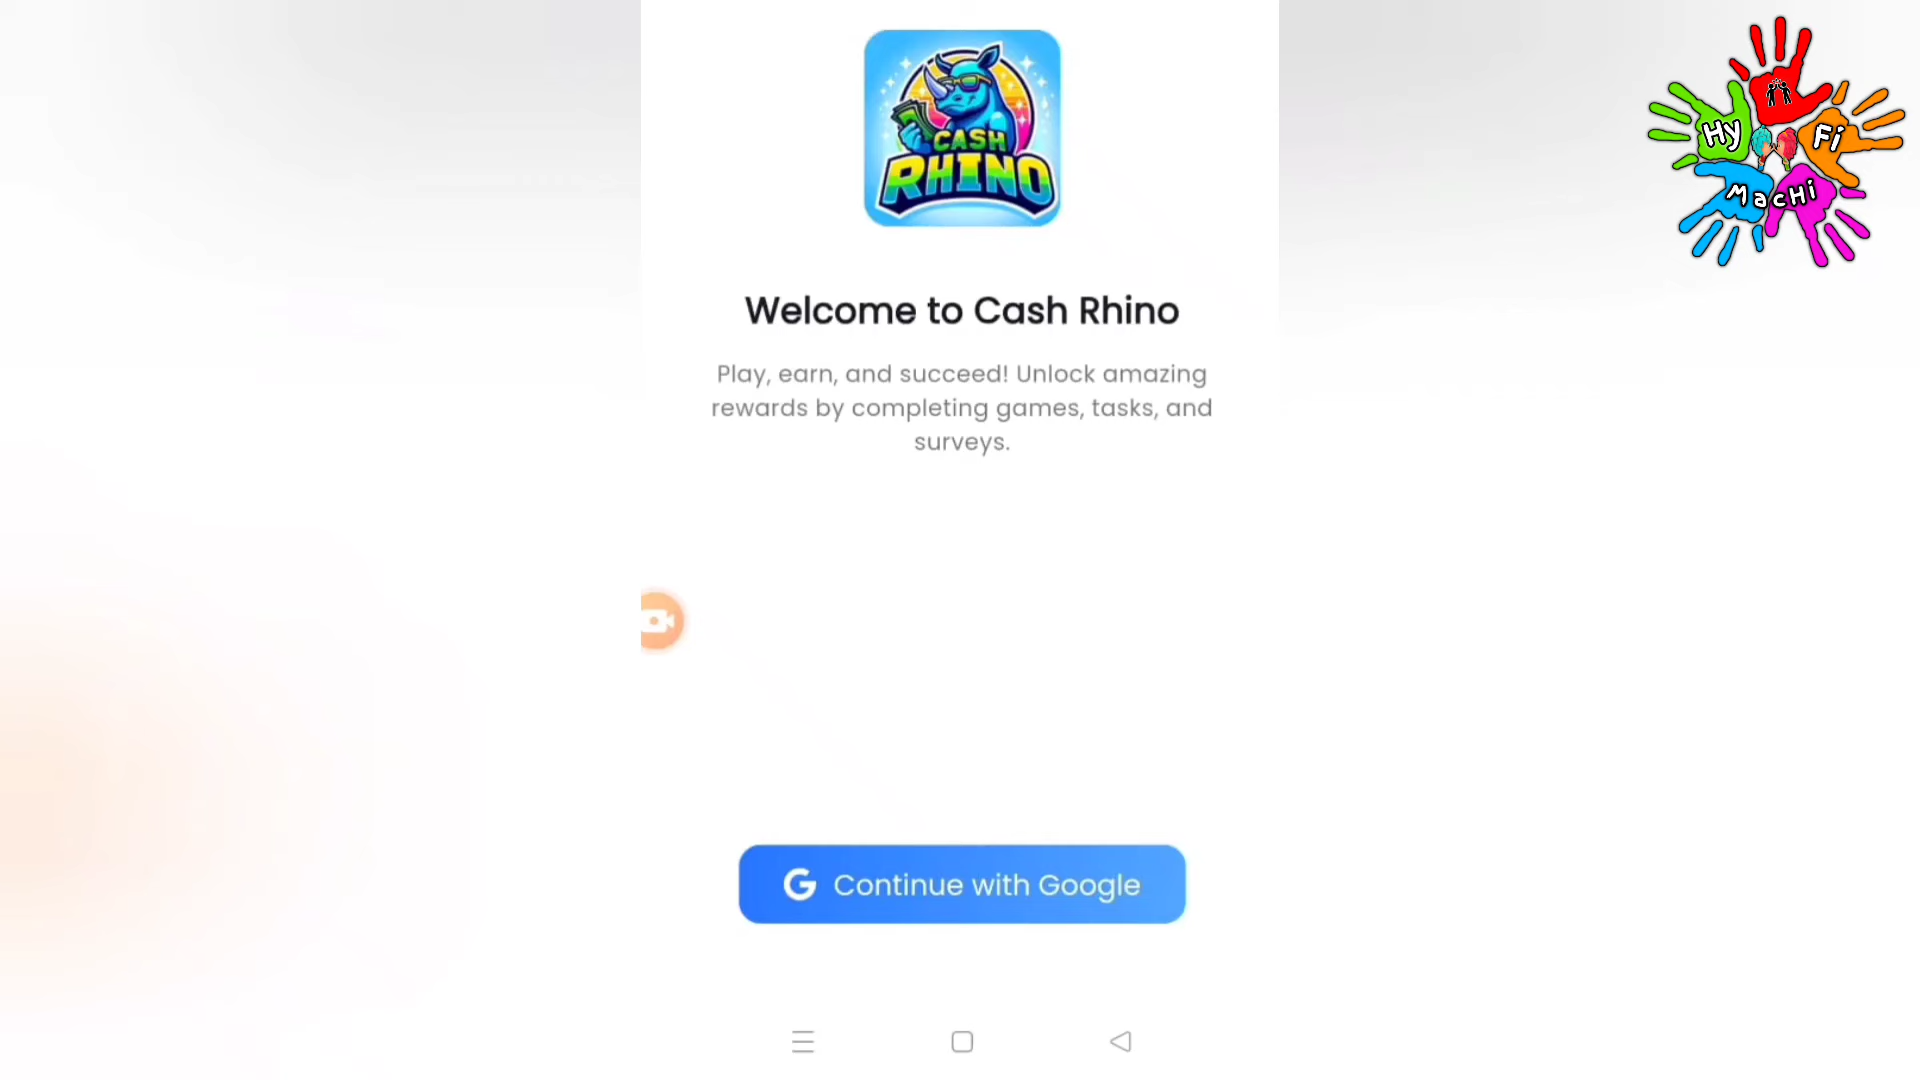 CASH
RHINO
Hy
Fi
MacHi
Welcome to Cash Rhino
Play, earn, and succeed! Unlock amazing
rewards by completing games, tasks, and
surveys.
G Continue with Google